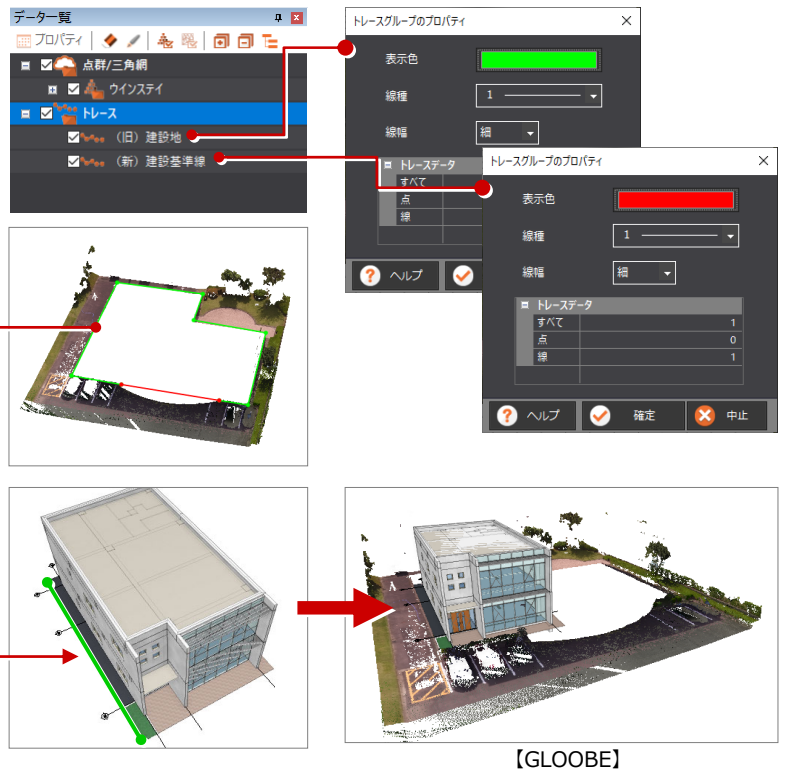 データ一覧
プロパティ
点群/三角網
ウインステイ
トレース
（旧）建設地
（新）建設基準線
トレースグループのプロパティ
表示色
線種
1
線幅
細
トレースデータ
すべて
点
線
ヘルプ
トレースグループのプロパティ
表示色
線種
1
線幅
細
トレースデータ
すべて 1
点 0
線 1
ヘルプ 確定 中止
【GLOOBE】